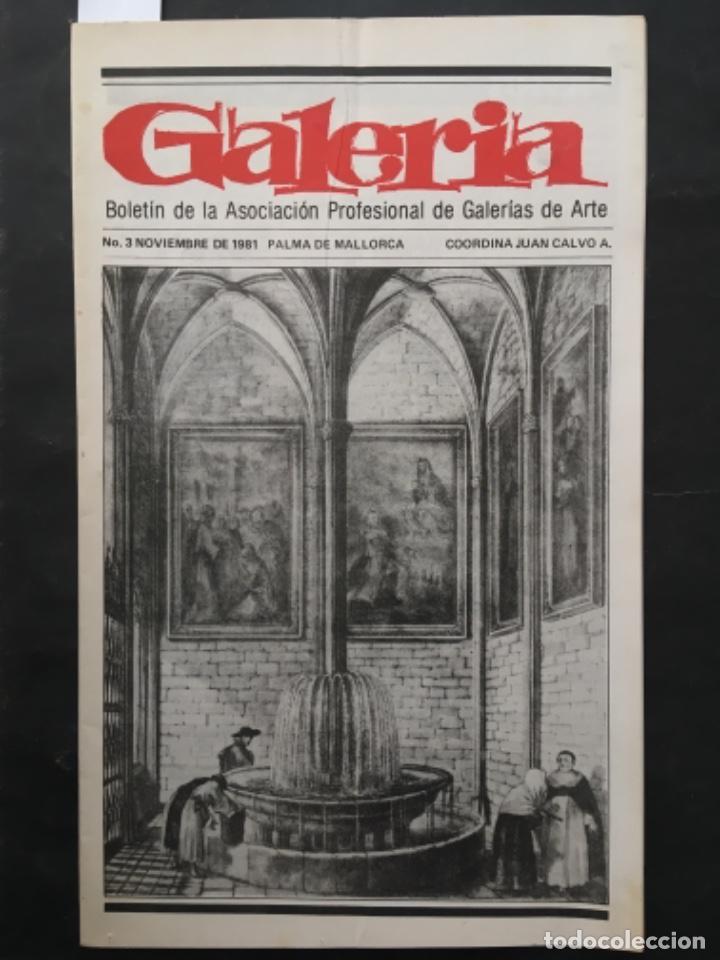 Galeria
Boletín de la Asociación Profesional de Galerías de Arte
No. 3 NOVIEMBRE DE 1981 PALMA DE MALLORCA COORDINA JUAN CALVO A.
todocoleccion